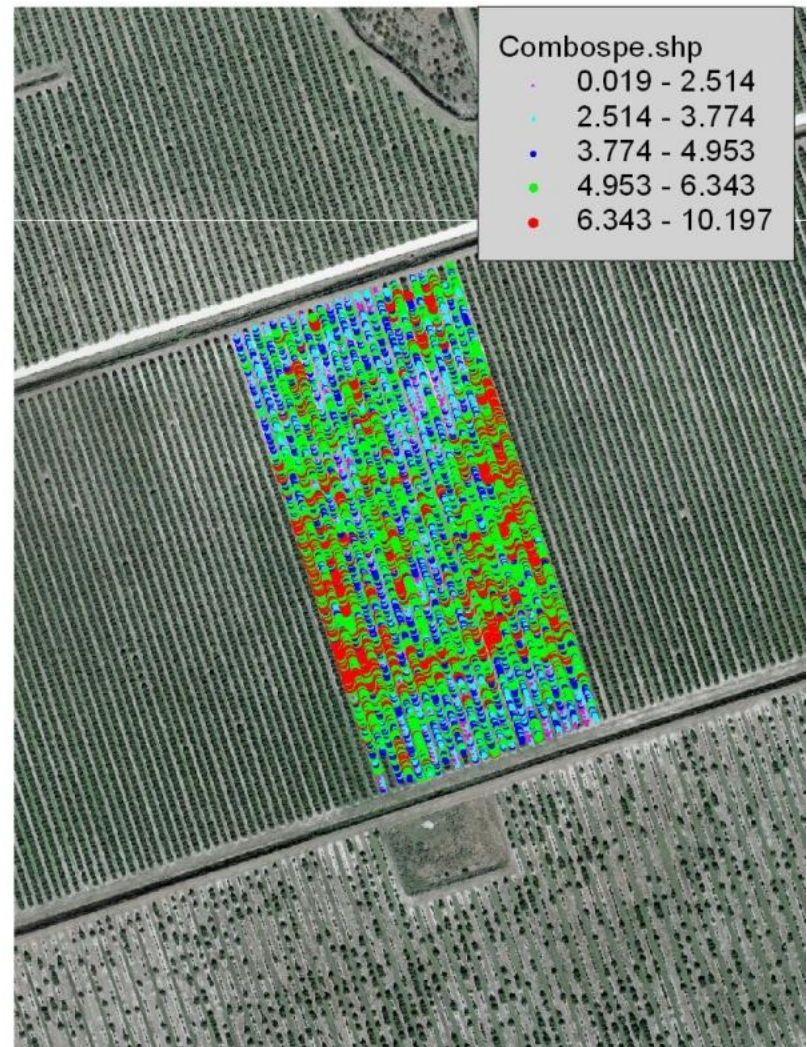 Combospe.shp
0.019 - 2.514
2.514 - 3.774
3.774 - 4.953
4.953 - 6.343
6.343 - 10.197